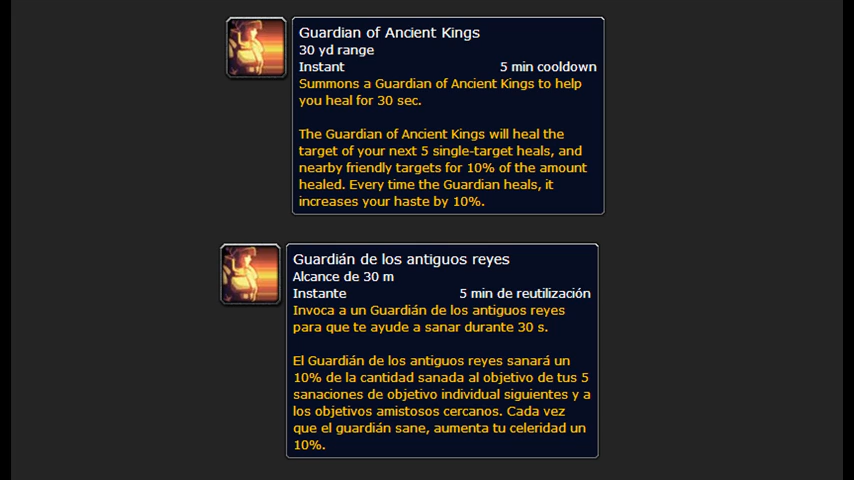 Guardian of Ancient Kings
30 yd range
Instant 5 min cooldown
Summons a Guardian of Ancient Kings to help
you heal for 30 sec.
The Guardian of Ancient Kings will heal the
target of your next 5 single-target heals, and
nearby friendly targets for 10% of the amount
healed. Every time the Guardian heals, it
increases your haste by 10%.
Guardián de los antiguos reyes
Alcance de 30 m
Instante 5 min de reutilización
Invoca a un Guardián de los antiguos reyes
para que te ayude a sanar durante 30 s.
El Guardián de los antiguos reyes sanará un
10% de la cantidad sanada al objetivo de tus 5
sanaciones de objetivo individual siguientes y a
los objetivos amistosos cercanos. Cada vez
que el guardián sane, aumenta tu celeridad un
10%.